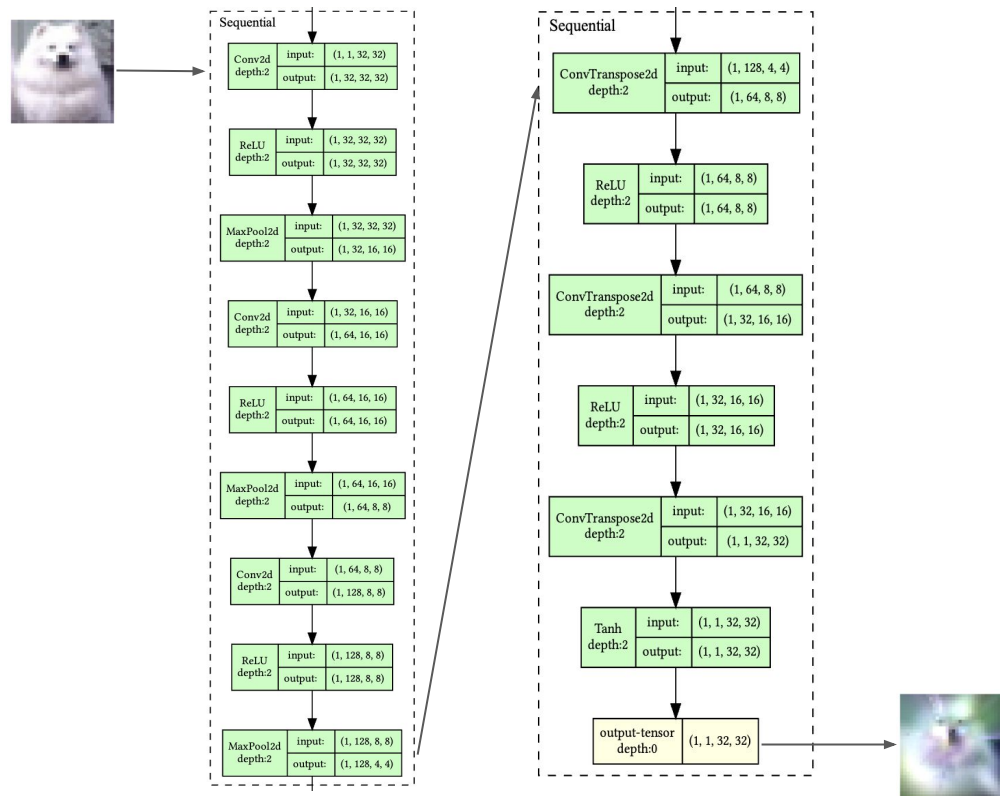 Sequential
Conv2d
depth:2
input:
(1, 1, 32, 32)
output:
(1, 32, 32, 32)
ReLU
depth:2
input:
(1, 32, 32, 32)
output:
(1, 32, 32, 32)
MaxPool2d
depth:2
input:
(1, 32, 32, 32)
output:
(1, 32, 16, 16)
Conv2d
depth:2
input:
(1, 32, 16, 16)
output:
(1, 64, 16, 16)
ReLU
depth:2
input:
(1, 64, 16, 16)
output:
(1, 64, 16, 16)
MaxPool2d
depth:2
input:
(1, 64, 16, 16)
output:
(1, 64, 8, 8)
Conv2d
depth:2
input:
(1, 64, 8, 8)
output:
(1, 128, 8, 8)
ReLU
depth:2
input:
(1, 128, 8, 8)
output:
(1, 128, 8, 8)
MaxPool2d
depth:2
input:
(1, 128, 8, 8)
output:
(1, 128, 4, 4)
Sequential
ConvTranspose2d
depth:2
input:
(1, 128, 4, 4)
output:
(1, 64, 8, 8)
ReLU
depth:2
input:
(1, 64, 8, 8)
output:
(1, 64, 8, 8)
ConvTranspose2d
depth:2
input:
(1, 64, 8, 8)
output:
(1, 32, 16, 16)
ReLU
depth:2
input:
(1, 32, 16, 16)
output:
(1, 32, 16, 16)
ConvTranspose2d
depth:2
input:
(1, 32, 16, 16)
output:
(1, 1, 32, 32)
Tanh
depth:2
input:
(1, 1, 32, 32)
output:
(1, 1, 32, 32)
output-tensor
depth:0
(1, 1, 32, 32)